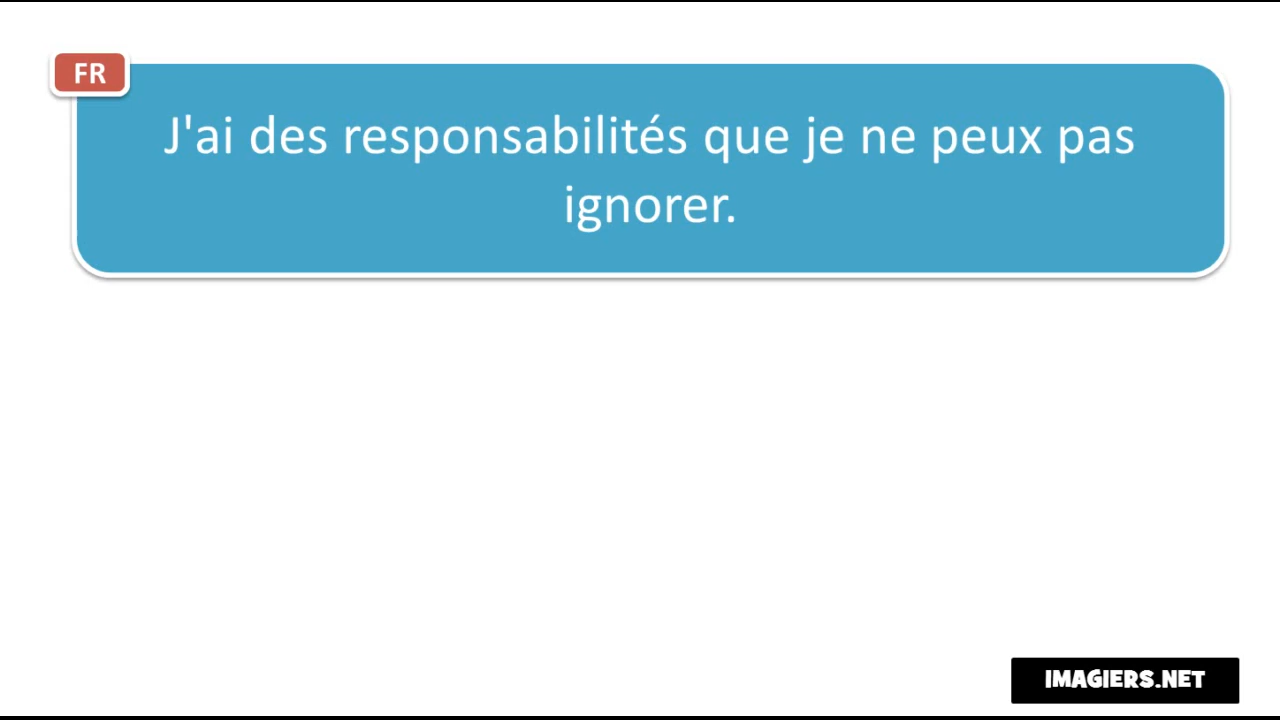 FR
J'ai des responsabilités que je ne peux pas
ignorer.
IMAGIERS.NET